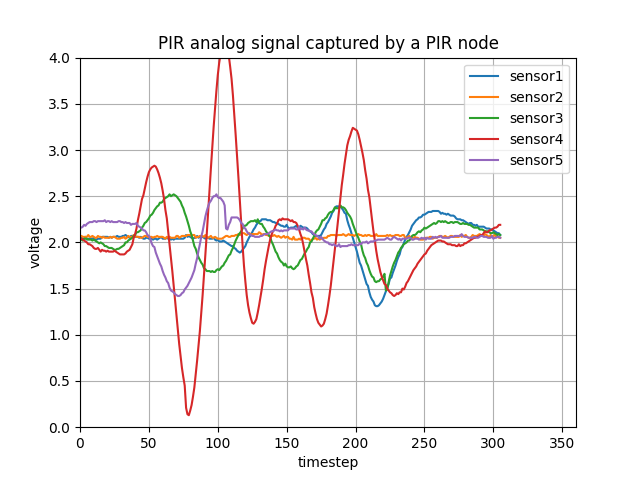 PIR analog signal captured by a PIR node
4.0
3.5
3.0
2.5
2.0
1.5
1.0
0.5
0.0
voltage
sensor1
sensor2
sensor3
sensor4
sensor5
0 50 100 150 200 250 300 350
timestep